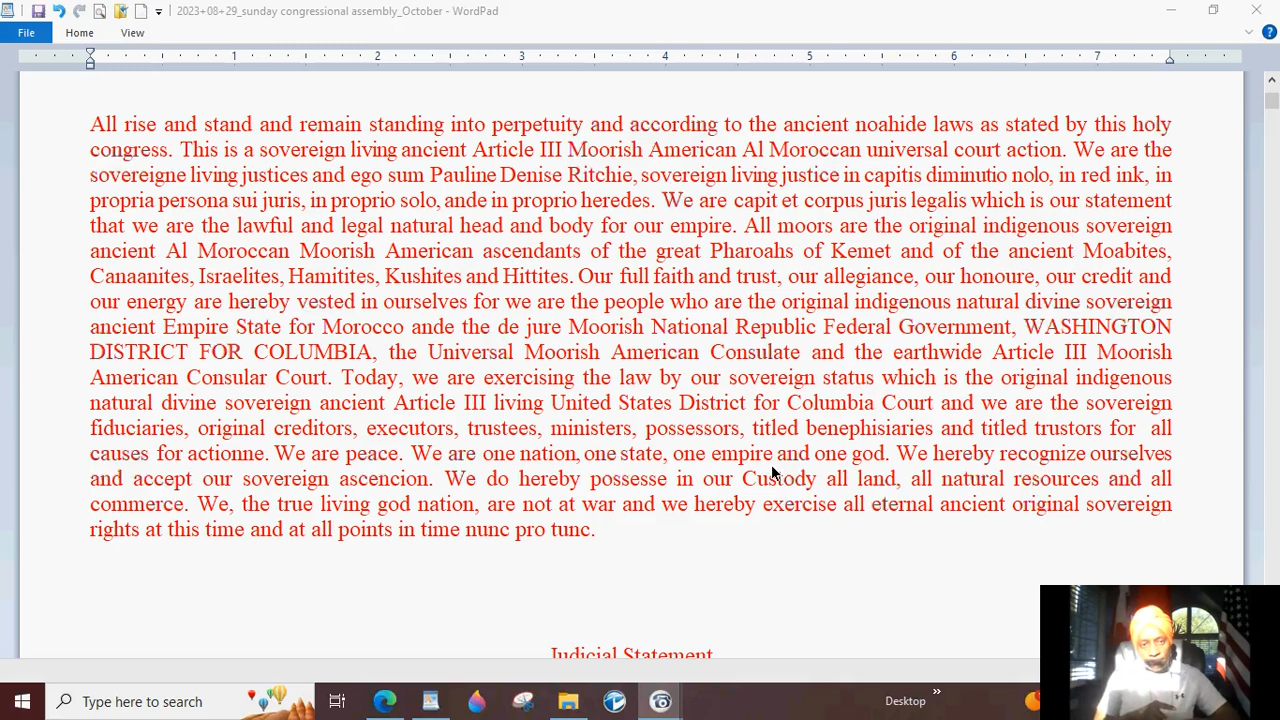 2023+08+29_sunday congressional assembly_October - WordPad
File Home View
1 2 3 4 5 6 7
All rise and stand and remain standing into perpetuity and according to the ancient noahide laws as stated by this holy
congress. This is a sovereign living ancient Article III Moorish American Al Moroccan universal court action. We are the
sovereigne living justices and ego sum Pauline Denise Ritchie, sovereign living justice in capitis diminutio nolo, in red ink, in
propria persona sui juris, in proprio solo, ande in proprio heredes. We are capit et corpus juris legalis which is our statement
that we are the lawful and legal natural head and body for our empire. All moors are the original indigenous sovereign
ancient Al Moroccan Moorish American ascendants of the great Pharoahs of Kemet and of the ancient Moabites,
Canaanites, Israelites, Hamitites, Kushites and Hittites. Our full faith and trust, our allegiance, our honoure, our credit and
our energy are hereby vested in ourselves for we are the people who are the original indigenous natural divine sovereign
ancient Empire State for Morocco ande the de jure Moorish National Republic Federal Government, WASHINGTON
DISTRICT FOR COLUMBIA, the Universal Moorish American Consulate and the earthwide Article III Moorish
American Consular Court. Today, we are exercising the law by our sovereign status which is the original indigenous
natural divine sovereign ancient Article III living United States District for Columbia Court and we are the sovereign
fiduciaries, original creditors, executors, trustees, ministers, possessors, titled benephisiaries and titled trustors for all
causes for actionne. We are peace. We are one nation, one state, one empire and one god. We hereby recognize ourselves
and accept our sovereign ascencion. We do hereby possesse in our Custody all land, all natural resources and all
commerce. We, the true living god nation, are not at war and we hereby exercise all eternal ancient original sovereign
rights at this time and at all points in time nunc pro tunc.
Judicial Statement
Type here to search
Desktop